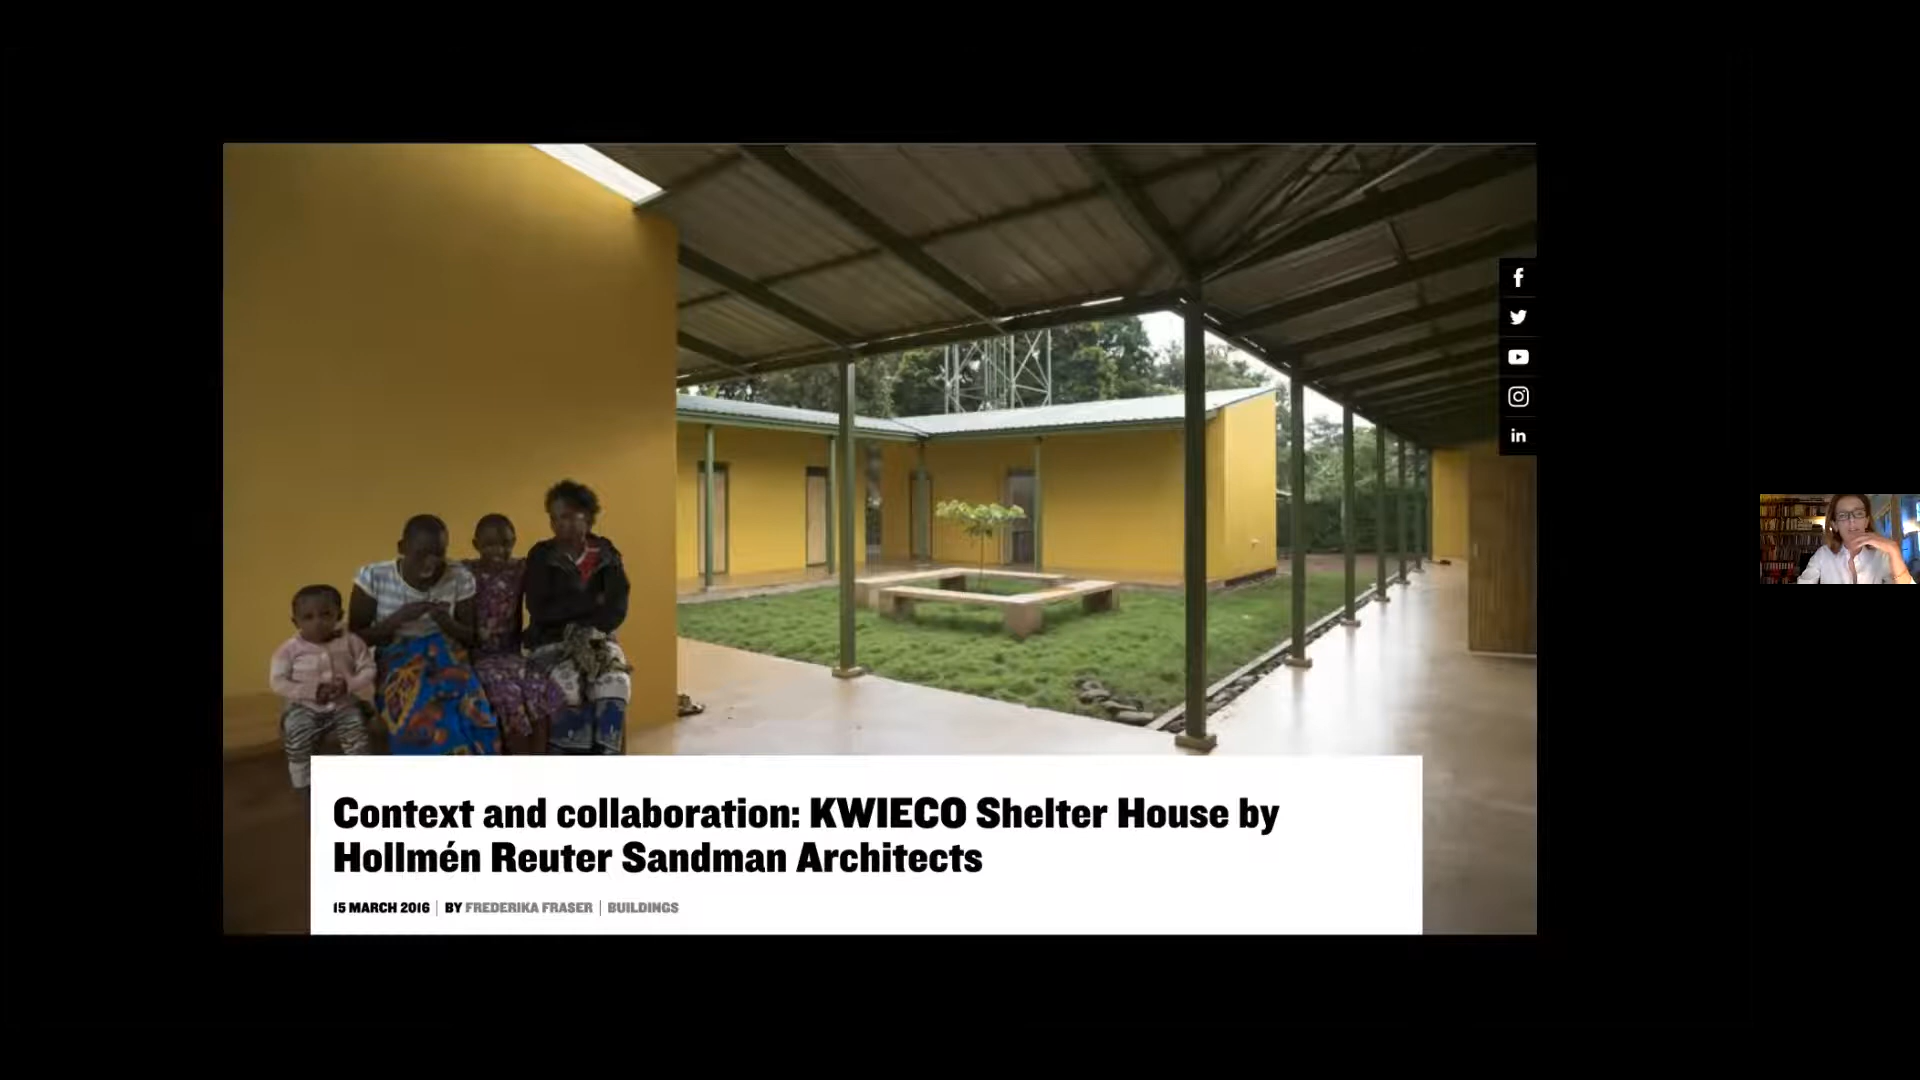 Context and collaboration: KWIECO Shelter House by
Hollmén Reuter Sandman Architects
15 MARCH 2016 | BY FREDERIKA FRASER | BUILDINGS